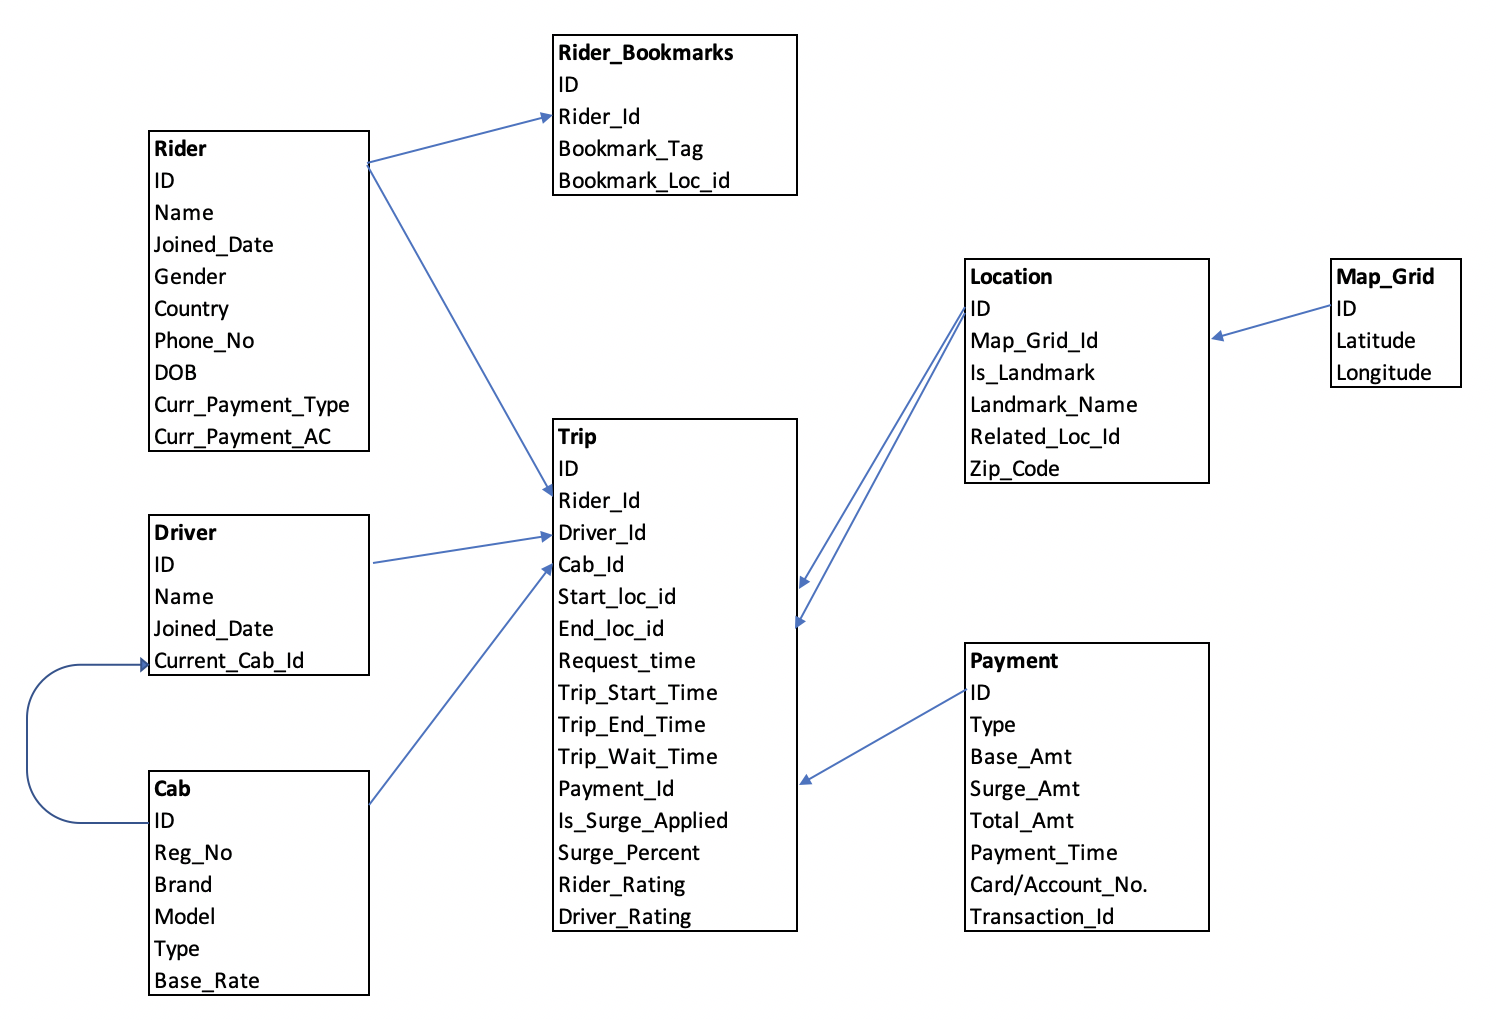 Rider_Bookmarks
ID
Rider_Id
Bookmark_Tag
Bookmark_Loc_id
Rider
ID
Name
Joined_Date
Gender
Country
Phone_No
DOB
Curr_Payment_Type
Curr_Payment_AC
Location
ID
Map_Grid_Id
Is_Landmark
Landmark_Name
Related_Loc_Id
Zip_Code
Map_Grid
ID
Latitude
Longitude
Trip
ID
Rider_Id
Driver_Id
Cab_Id
Start_loc_id
End_loc_id
Request_time
Trip_Start_Time
Trip_End_Time
Trip_Wait_Time
Payment_Id
Is_Surge_Applied
Surge_Percent
Rider_Rating
Driver_Rating
Driver
ID
Name
Joined_Date
Current_Cab_Id
Payment
ID
Type
Base_Amt
Surge_Amt
Total_Amt
Payment_Time
Card/Account_No.
Transaction_Id
Cab
ID
Reg_No
Brand
Model
Type
Base_Rate